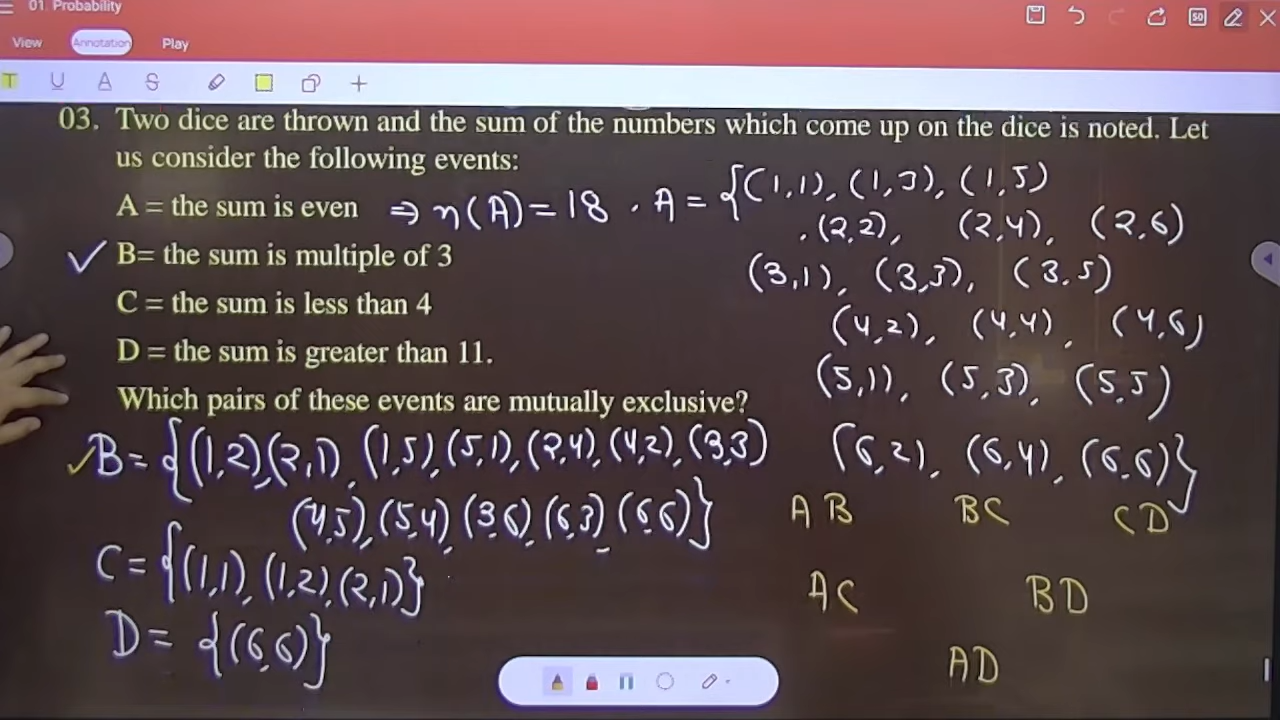 01. Probability
View Annotation Play
T U A S
50
03. Two dice are thrown and the sum of the numbers which come up on the dice is noted. Let
us consider the following events:
A = the sum is even ⇒ n(A) = 18 . A = {(1,1), (1,3), (1,5)
(2,2), (2,4), (2,6)
✓ B= the sum is multiple of 3
(3,1), (3,3), (3,5)
C = the sum is less than 4
(4,2), (4,4), (4,6)
D = the sum is greater than 11.
(5,1), (5,3), (5,5)
Which pairs of these events are mutually exclusive?
(6,2), (6,4), (6,6)}
✓ B = {(1,2),(2,1), (1,5),(5,1),(2,4),(4,2),(3,3)
(4,5),(5,4),(3,6),(6,3),(6,6)}
AB BC CD
C = {(1,1), (1,2),(2,1)}
AC BD
D = {(6,6)}
AD